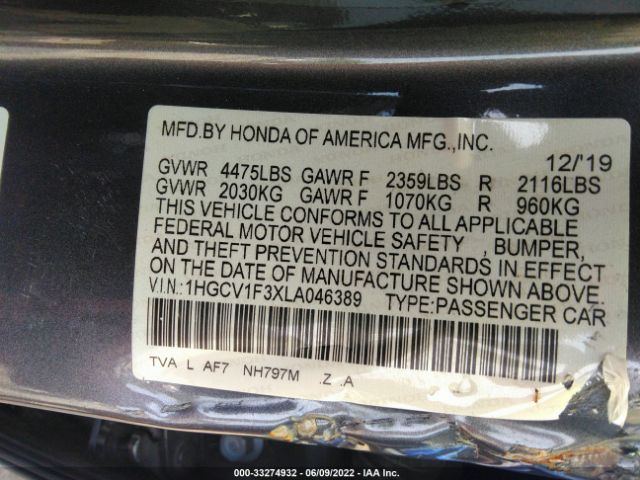 MFD.BY HONDA OF AMERICA MFG.,INC.
12/'19
GVWR 4475LBS GAWR F 2359LBS R 2116LBS
GVWR 2030KG GAWR F 1070KG R 960KG
THIS VEHICLE CONFORMS TO ALL APPLICABLE
FEDERAL MOTOR VEHICLE SAFETY , BUMPER,
AND THEFT PREVENTION STANDARDS IN EFFECT
ON THE DATE OF MANUFACTURE SHOWN ABOVE.
V.I.N.:1HGCV1F3XLA046389 TYPE:PASSENGER CAR
TVA L AF7 NH797M .Z .A
000-33274932 | 06/09/2022 | IAA Inc.